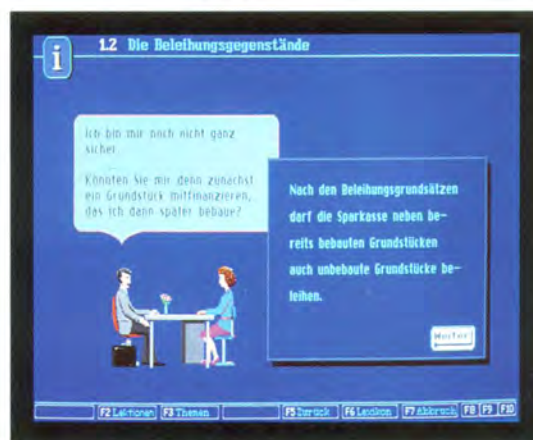 i
1.2 Die Beleihungsgegenstände
Ich bin mir noch nicht ganz
sicher.
Könnten Sie mir denn zunächst
ein Grundstück mitfinanzieren,
das ich dann später bebaue?
Nach den Beleihungsgrundsätzen
darf die Sparkasse neben be–
reits bebauten Grundstücken
auch unbebaute Grundstücke be–
leihen.
Weiter
F2 Lektionen F3 Themen F5 Zurück F6 Lexikon F7 Abbruch F8 F9 F10